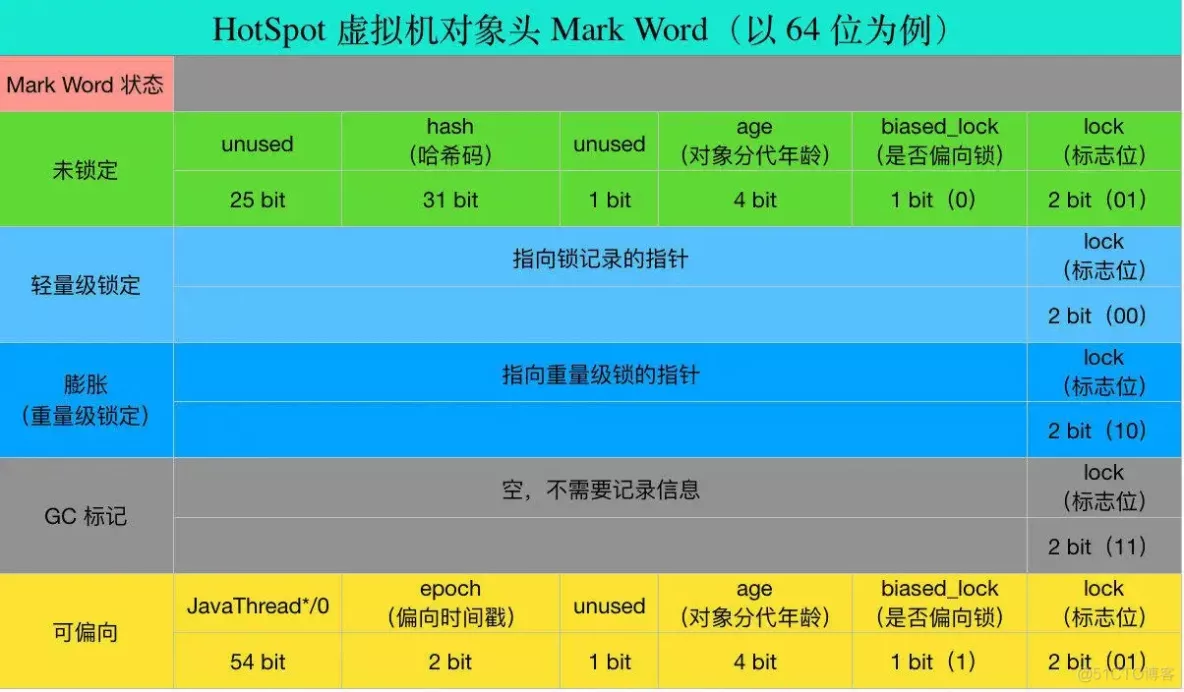 HotSpot 虚拟机对象头 Mark Word（以 64 位为例）
Mark Word 状态
未锁定
unused
hash
（哈希码）
unused
age
（对象分代年龄）
biased_lock
（是否偏向锁）
lock
（标志位）
25 bit
31 bit
1 bit
4 bit
1 bit（0）
2 bit（01）
轻量级锁定
指向锁记录的指针
lock
（标志位）
2 bit（00）
膨胀
（重量级锁定）
指向重量级锁的指针
lock
（标志位）
2 bit（10）
GC 标记
空，不需要记录信息
lock
（标志位）
2 bit（11）
可偏向
JavaThread*/0
epoch
（偏向时间戳）
unused
age
（对象分代年龄）
biased_lock
（是否偏向锁）
lock
（标志位）
54 bit
2 bit
1 bit
4 bit
1 bit（1）
2 bit（01）
@51CTO博客